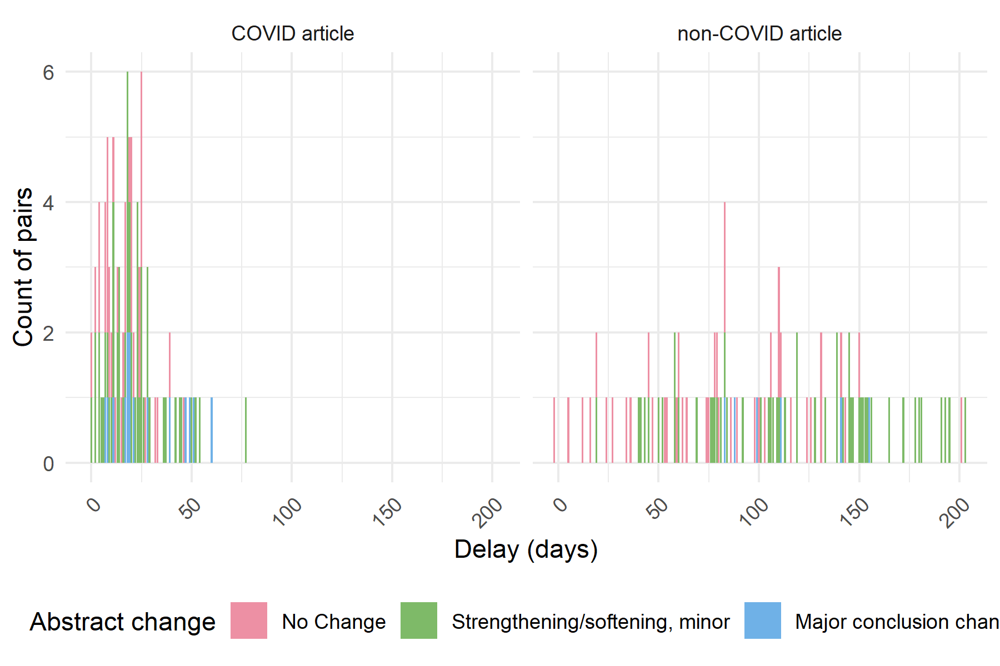 COVID article
non-COVID article
Count of pairs
6
4
2
0
0
50
100
150
200
0
50
100
150
200
Delay (days)
Abstract change
No Change
Strengthening/softening, minor
Major conclusion chan